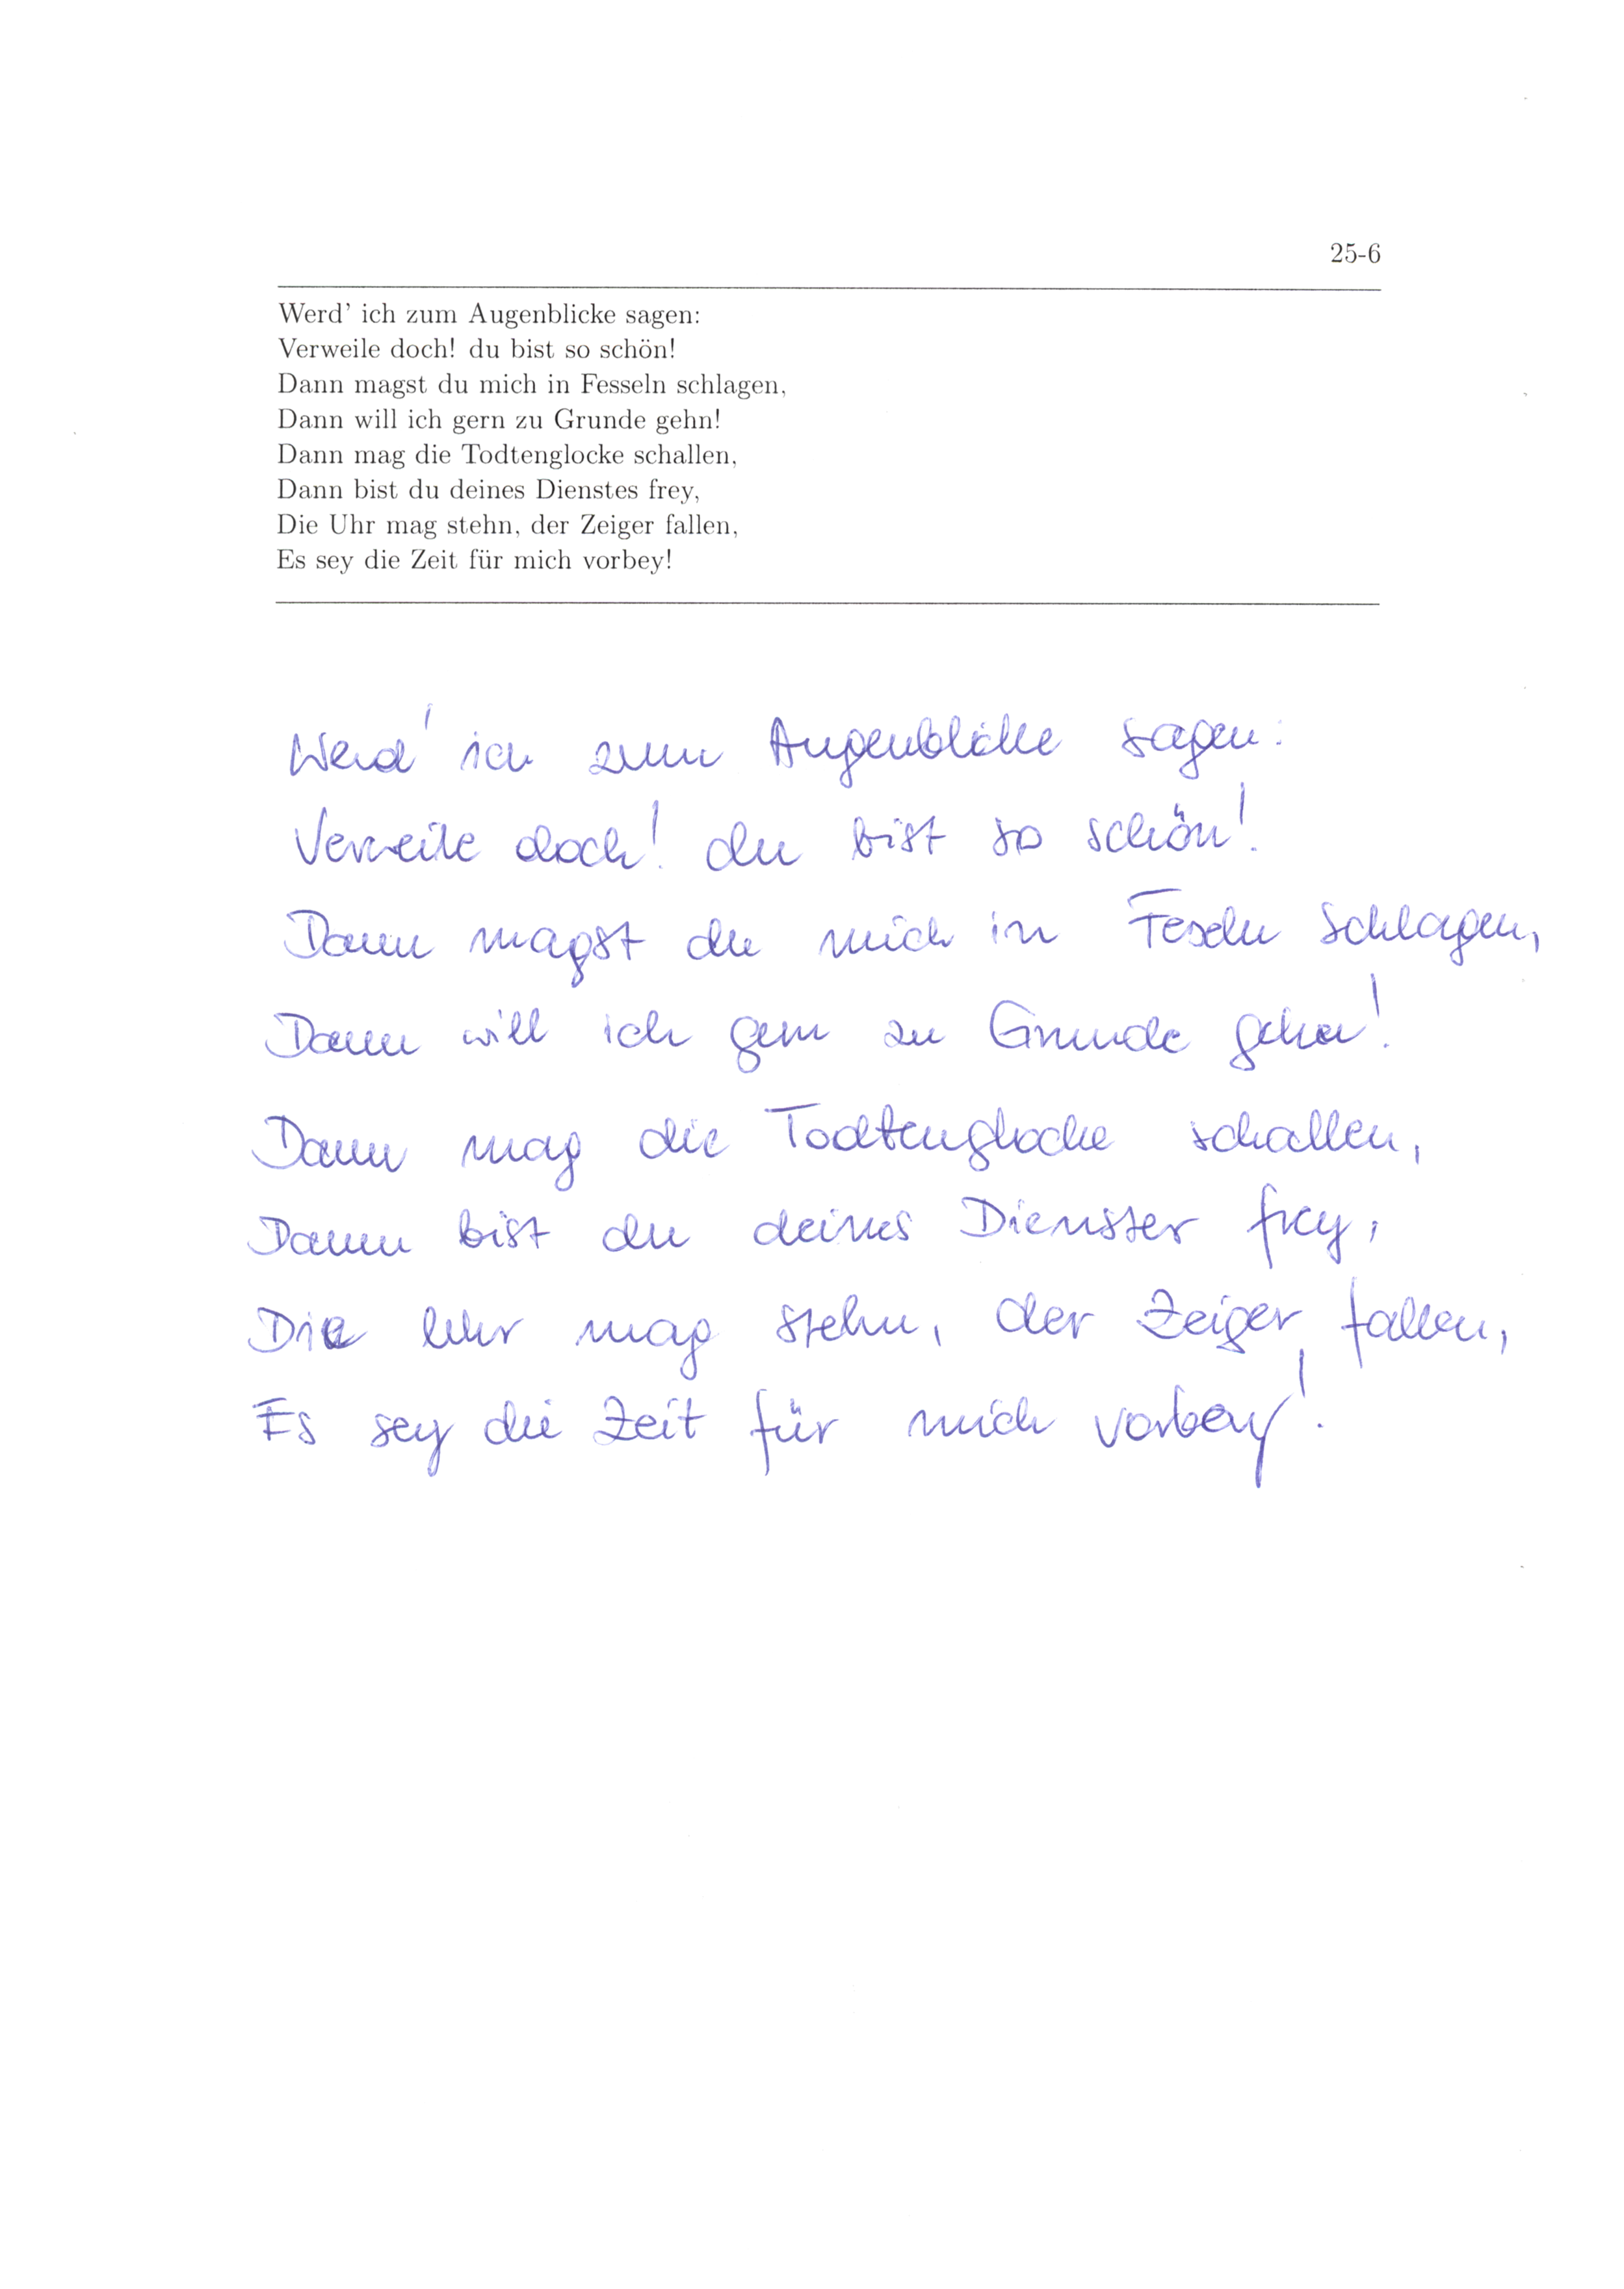 25-6
Werd' ich zum Augenblicke sagen:
Verweile doch! du bist so schön!
Dann magst du mich in Fesseln schlagen,
Dann will ich gern zu Grunde gehn!
Dann mag die Todtenglocke schallen,
Dann bist du deines Dienstes frey,
Die Uhr mag stehn, der Zeiger fallen,
Es sey die Zeit für mich vorbey!
Werd' ich zum Augenblicke sagen:
Verweile doch! du bist so schön!
Dann magst du mich in Feseln schlagen,
Dann will ich gern zu Grunde gehen!
Dann mag die Todtenglocke schallen,
Dann bist du deines Dienstes frey,
Die Uhr mag stehn, der Zeiger fallen,
Es sey die Zeit für mich vorbey!